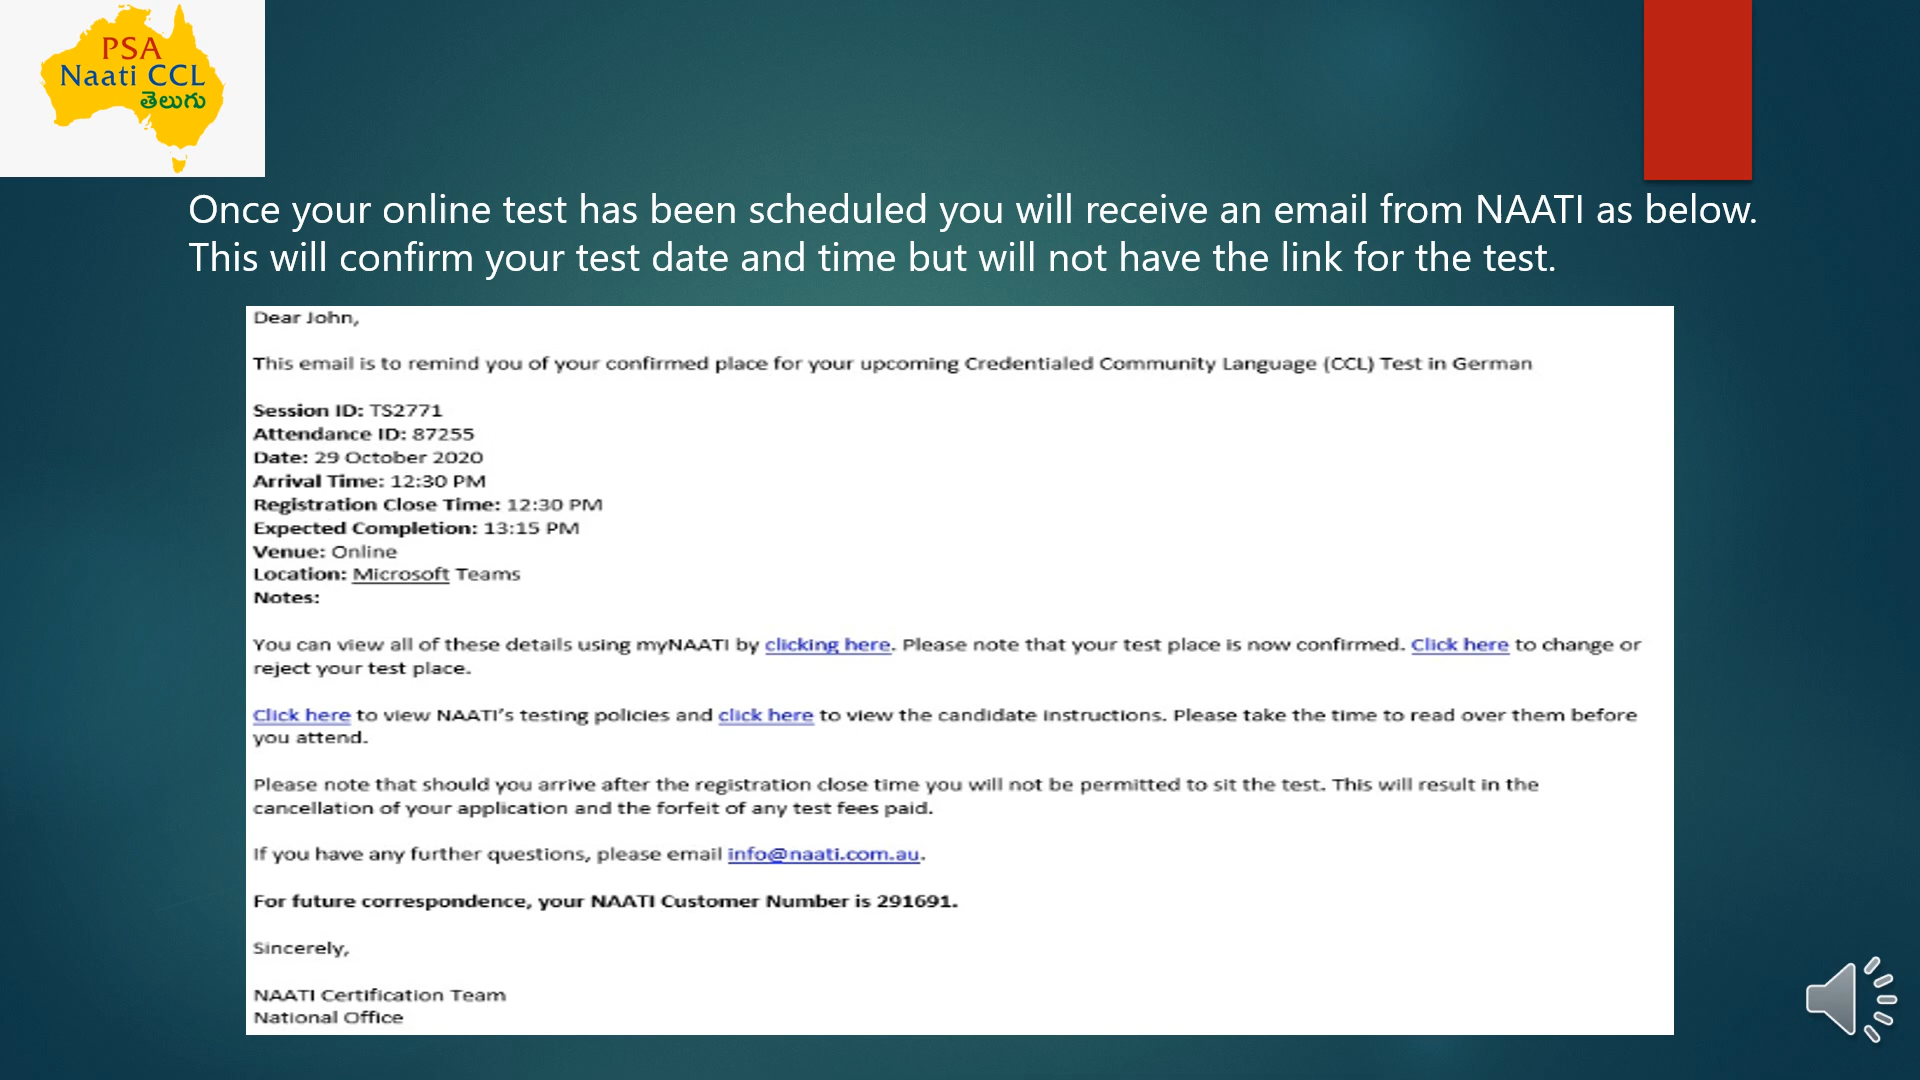 PSA
Naati CCL
తెలుగు
Once your online test has been scheduled you will receive an email from NAATI as below.
This will confirm your test date and time but will not have the link for the test.
Dear John,
This email is to remind you of your confirmed place for your upcoming Credentialed Community Language (CCL) Test in German
Session ID: TS2771
Attendance ID: 87255
Date: 29 October 2020
Arrival Time: 12:30 PM
Registration Close Time: 12:30 PM
Expected Completion: 13:15 PM
Venue: Online
Location: Microsoft Teams
Notes:
You can view all of these details using myNAATI by clicking here. Please note that your test place is now confirmed. Click here to change or
reject your test place.
Click here to view NAATI's testing policies and click here to view the candidate instructions. Please take the time to read over them before
you attend.
Please note that should you arrive after the registration close time you will not be permitted to sit the test. This will result in the
cancellation of your application and the forfeit of any test fees paid.
If you have any further questions, please email info@naati.com.au.
For future correspondence, your NAATI Customer Number is 291691.
Sincerely,
NAATI Certification Team
National Office